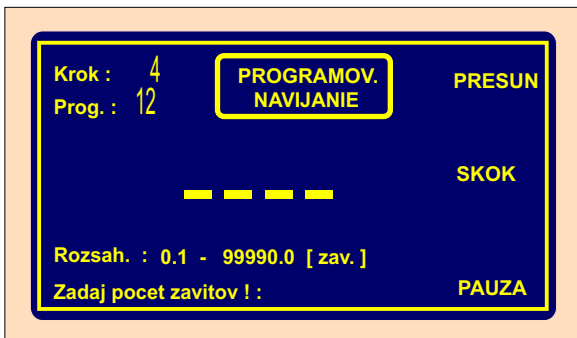 Krok : 4
Prog. : 12
PROGRAMOV.
NAVIJANIE
PRESUN
SKOK
_ _ _ _
Rozsah. : 0.1 - 99990.0 [ zav. ]
Zadaj pocet zavitov ! :
PAUZA